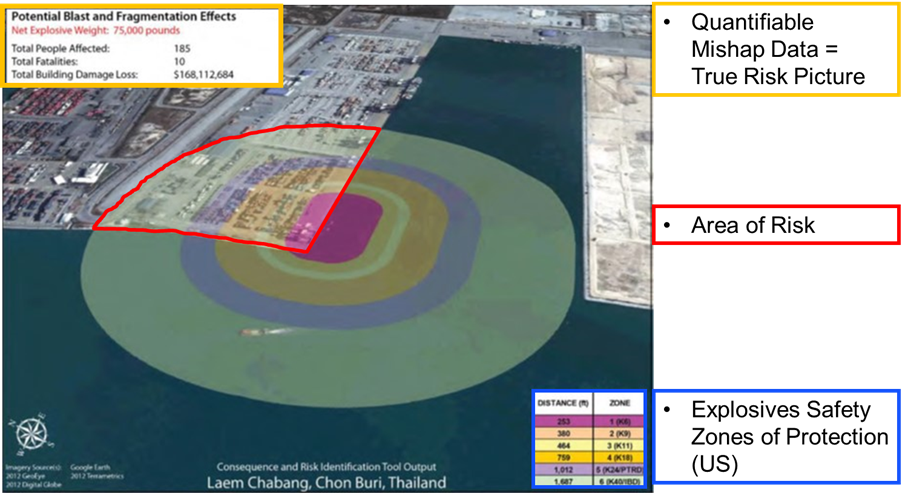 Potential Blast and Fragmentation Effects
Net Explosive Weight: 75,000 pounds
Total People Affected: 185
Total Fatalities: 10
Total Building Damage Loss: $168,112,684
• Quantifiable
Mishap Data =
True Risk Picture
• Area of Risk
• Explosives Safety
Zones of Protection
(US)
DISTANCE (ft) ZONE
253 1 (K6)
380 2 (K9)
464 3 (K11)
759 4 (K18)
1,012 5 (K24/PTRD)
1,687 6 (K40/IBD)
N
E
S
Imagery Source(s): Google Earth
2012 GeoEye 2012 Terrametrics
2012 Digital Globe
Consequence and Risk Identification Tool Output
Laem Chabang, Chon Buri, Thailand